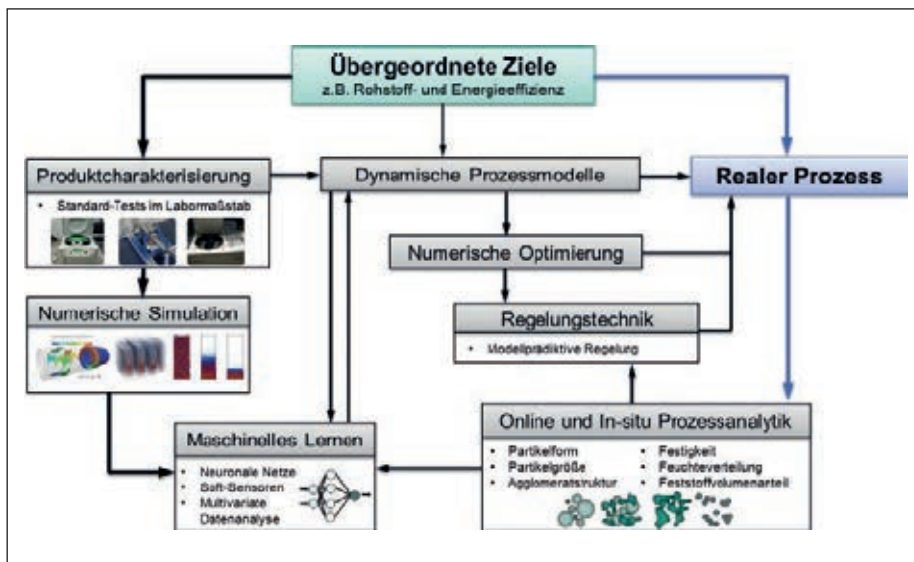 Übergeordnete Ziele
z.B. Rohstoff- und Energieeffizienz
Produktcharakterisierung
• Standard-Tests im Labormaßstab
Dynamische Prozessmodelle
Realer Prozess
Numerische Optimierung
Numerische Simulation
Regelungstechnik
• Modellprädiktive Regelung
Maschinelles Lernen
• Neuronale Netze
• Soft-Sensoren
• Multivariate
Datenanalyse
Online und In-situ Prozessanalytik
• Partikelform
• Partikelgröße
• Agglomeratstruktur
• Festigkeit
• Feuchteverteilung
• Feststoffvolumenanteil